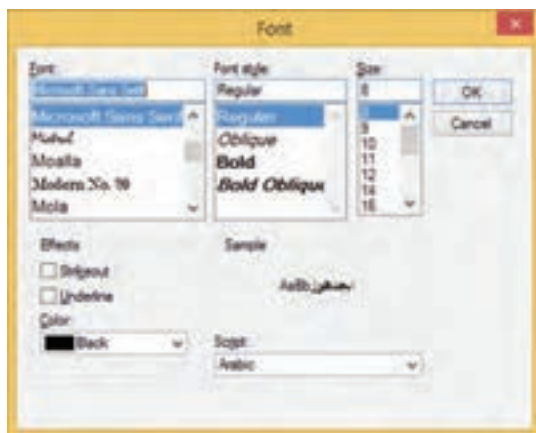 Font
Font: Font style: Size:
Microsoft Sans Serif Regular 8 OK
Microsoft Sans Serif Regular 8 Cancel
Mistral Oblique 9
Moalla Bold 10
Modern No. 20 Bold Oblique 11
Mola 12
14
16
Effects Sample
Strikeout
Underline
AaBb
Color:
Black
Script:
Arabic